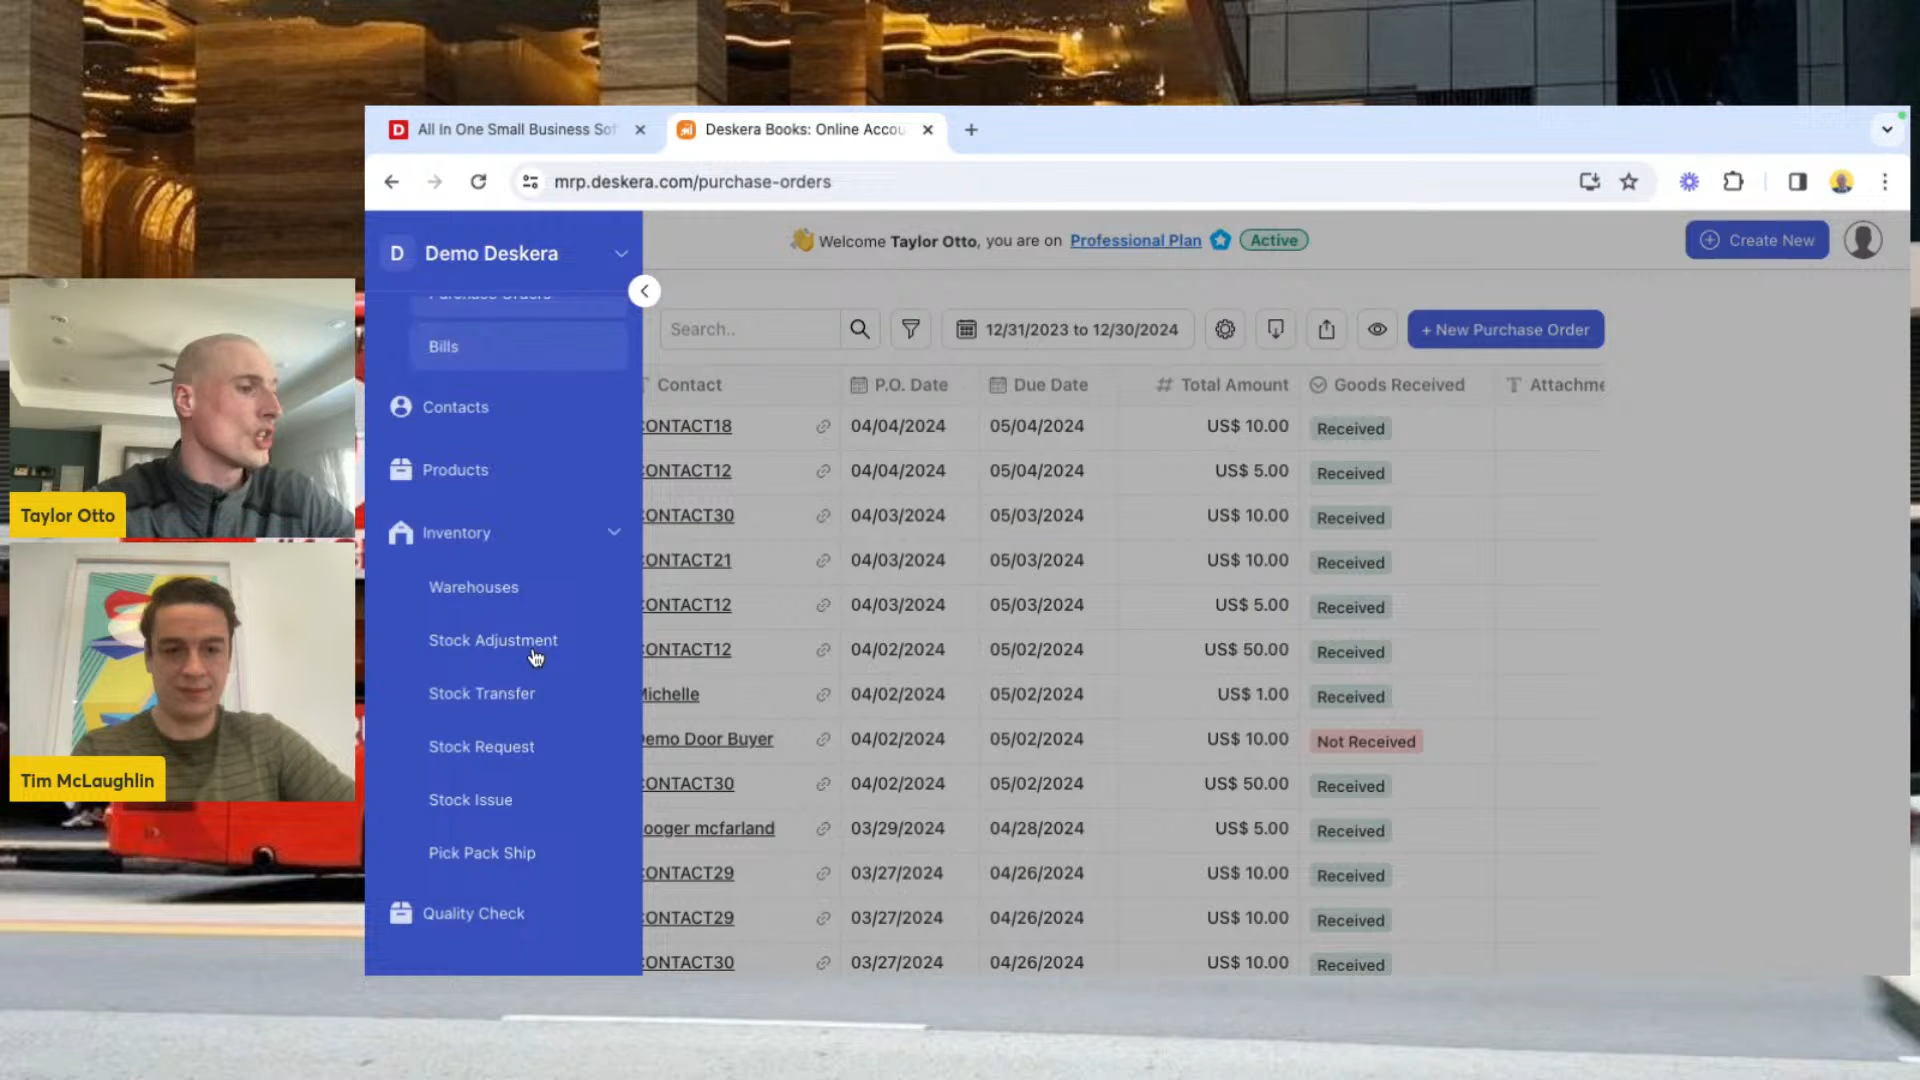 D All In One Small Business Sof
Deskera Books: Online Accou
mrp.deskera.com/purchase-orders
D Demo Deskera
Welcome Taylor Otto, you are on Professional Plan Active
Create New
Purchase Orders
Bills
Contacts
Products
Inventory
Warehouses
Stock Adjustment
Stock Transfer
Stock Request
Stock Issue
Pick Pack Ship
Quality Check
Search..
12/31/2023 to 12/30/2024
+ New Purchase Order
Contact P.O. Date Due Date # Total Amount Goods Received T Attachme
ONTACT18 04/04/2024 05/04/2024 US$ 10.00 Received
ONTACT12 04/04/2024 05/04/2024 US$ 5.00 Received
ONTACT30 04/03/2024 05/03/2024 US$ 10.00 Received
ONTACT21 04/03/2024 05/03/2024 US$ 10.00 Received
ONTACT12 04/03/2024 05/03/2024 US$ 5.00 Received
ONTACT12 04/02/2024 05/02/2024 US$ 50.00 Received
Michelle 04/02/2024 05/02/2024 US$ 1.00 Received
emo Door Buyer 04/02/2024 05/02/2024 US$ 10.00 Not Received
ONTACT30 04/02/2024 05/02/2024 US$ 50.00 Received
ooger mcfarland 03/29/2024 04/28/2024 US$ 5.00 Received
ONTACT29 03/27/2024 04/26/2024 US$ 10.00 Received
ONTACT29 03/27/2024 04/26/2024 US$ 10.00 Received
ONTACT30 03/27/2024 04/26/2024 US$ 10.00 Received
Taylor Otto
Tim McLaughlin